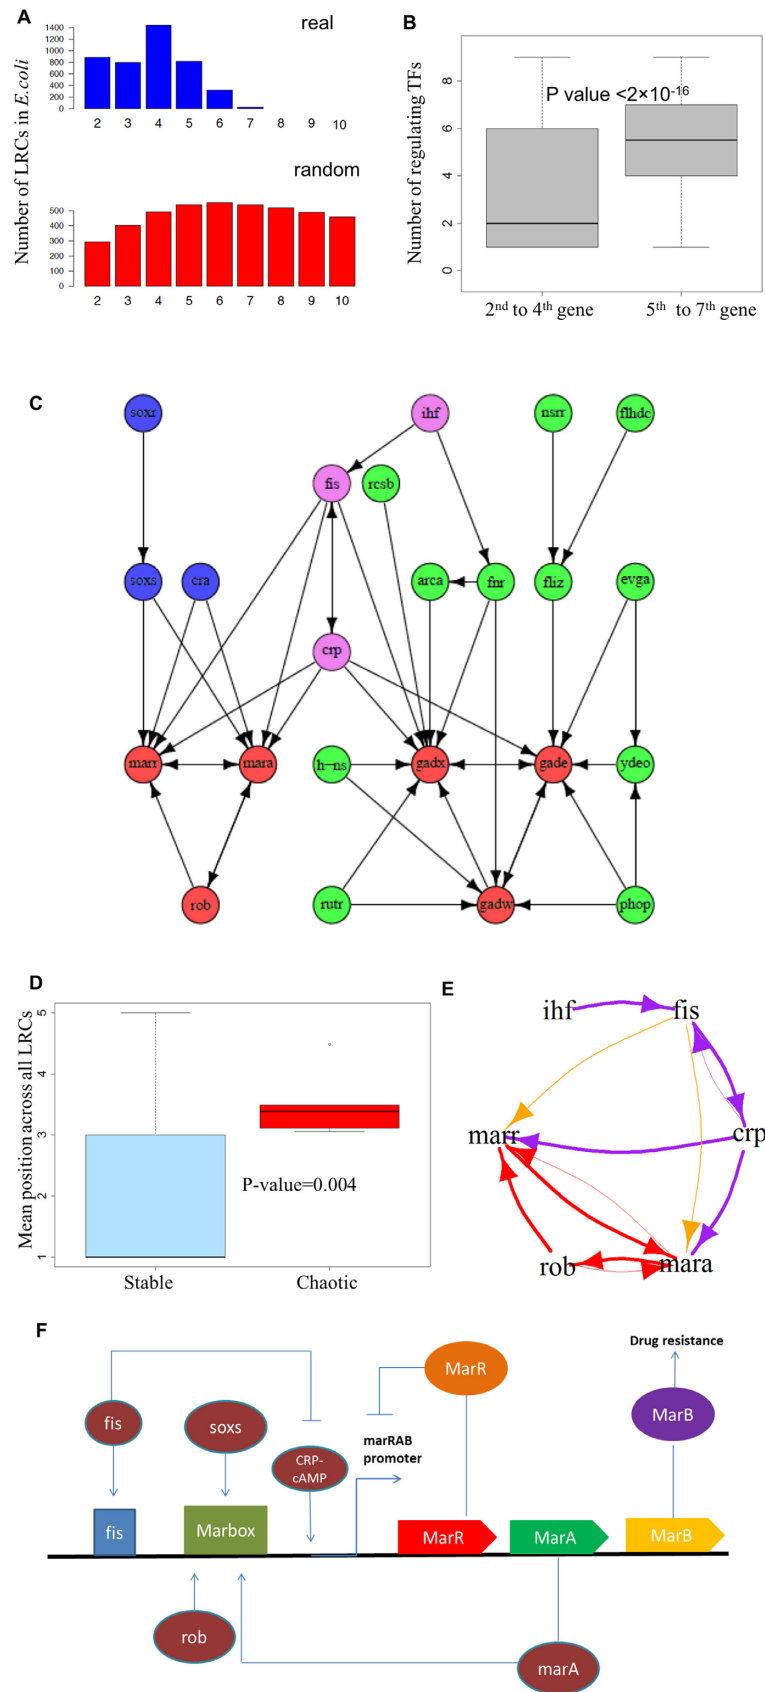 A
real
Number of LRCs in E.coli
1400
1200
1000
800
600
400
200
0
2 3 4 5 6 7 8 9 10
random
500
400
300
200
100
0
2 3 4 5 6 7 8 9 10
B
Number of regulating TFs
8
6
4
2
0
P value <2×10-16
2nd to 4th gene 5th to 7th gene
C
soxr ihf nsrr flhdc
fis rcsb
soxs cra arca fnr fliz evga
crp
marr mara h-ns gadx gade ydeo
rob rutr gadw phop
D
Mean position across all LRCs
5
4
3
2
1
P-value=0.004
Stable Chaotic
E
ihf fis
marr crp
rob mara
F
Drug resistance
MarR
fis soxs MarB
marRAB
promoter
CRP-
cAMP
fis Marbox MarR MarA MarB
rob marA